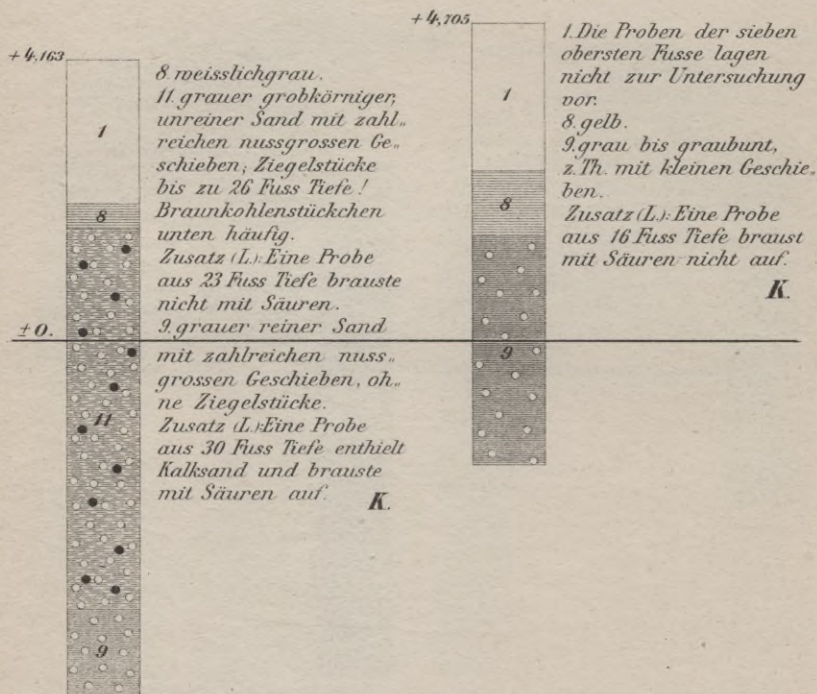 + 4,163
1
8
11
9
± 0.
8. weisslichgrau.
11. grauer grobkörniger,
unreiner Sand mit zahl„
reichen nussgrossen Ge„
schieben; Ziegelstücke
bis zu 26 Fuss Tiefe!
Braunkohlenstückchen
unten häufig.
Zusatz (L.): Eine Probe
aus 23 Fuss Tiefe brauste
nicht mit Säuren.
9. grauer reiner Sand
mit zahlreichen nuss„
grossen Geschieben, oh„
ne Ziegelstücke.
Zusatz (L.): Eine Probe
aus 30 Fuss Tiefe enthielt
Kalksand und brauste
mit Säuren auf.
K.
+ 4,705
1
8
9
1. Die Proben der sieben
obersten Fusse lagen
nicht zur Untersuchung
vor.
8. gelb.
9. grau bis graubunt,
z. Th. mit kleinen Geschie„
ben.
Zusatz (L.): Eine Probe
aus 16 Fuss Tiefe braust
mit Säuren nicht auf.
K.